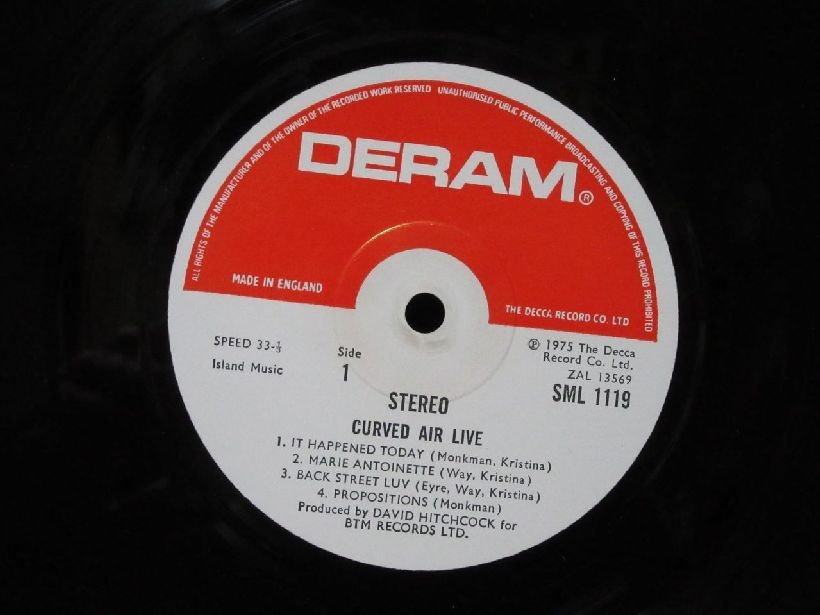 ALL RIGHTS OF THE MANUFACTURER AND OF THE OWNER OF THE RECORDED WORK RESERVED UNAUTHORISED PUBLIC PERFORMANCE BROADCASTING AND COPYING OF THIS RECORD PROHIBITED
DERAM®
MADE IN ENGLAND
THE DECCA RECORD CO. LTD
SPEED 33-⅓
Island Music
Side
1
℗ 1975 The Decca
Record Co. Ltd.
ZAL 13569
SML 1119
STEREO
CURVED AIR LIVE
1. IT HAPPENED TODAY (Monkman, Kristina)
2. MARIE ANTOINETTE (Way, Kristina)
3. BACK STREET LUV (Eyre, Way, Kristina)
4. PROPOSITIONS (Monkman)
Produced by DAVID HITCHCOCK for
BTM RECORDS LTD.